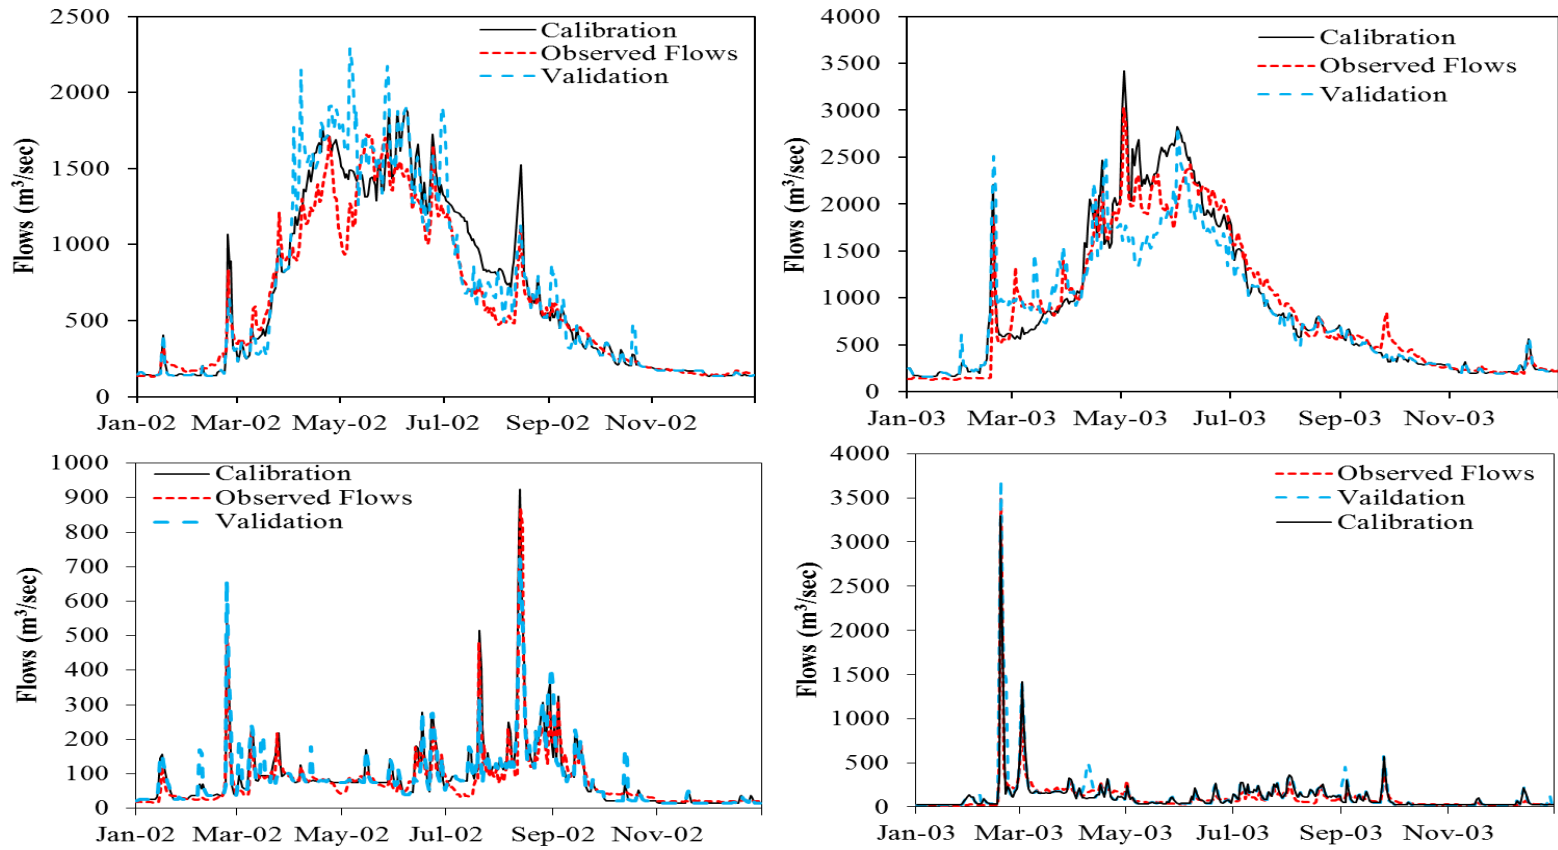 2500
2000
1500
1000
500
0
Flows (m³/sec)
Calibration
Observed Flows
Validation
Jan-02 Mar-02 May-02 Jul-02 Sep-02 Nov-02
4000
3500
3000
2500
2000
1500
1000
500
0
Flows (m³/sec)
Calibration
Observed Flows
Validation
Jan-03 Mar-03 May-03 Jul-03 Sep-03 Nov-03
1000
900
800
700
600
500
400
300
200
100
0
Flows (m³/sec)
Calibration
Observed Flows
Validation
Jan-02 Mar-02 May-02 Jul-02 Sep-02 Nov-02
4000
3500
3000
2500
2000
1500
1000
500
0
Flows (m³/sec)
Observed Flows
Vaildation
Calibration
Jan-03 Mar-03 May-03 Jul-03 Sep-03 Nov-03